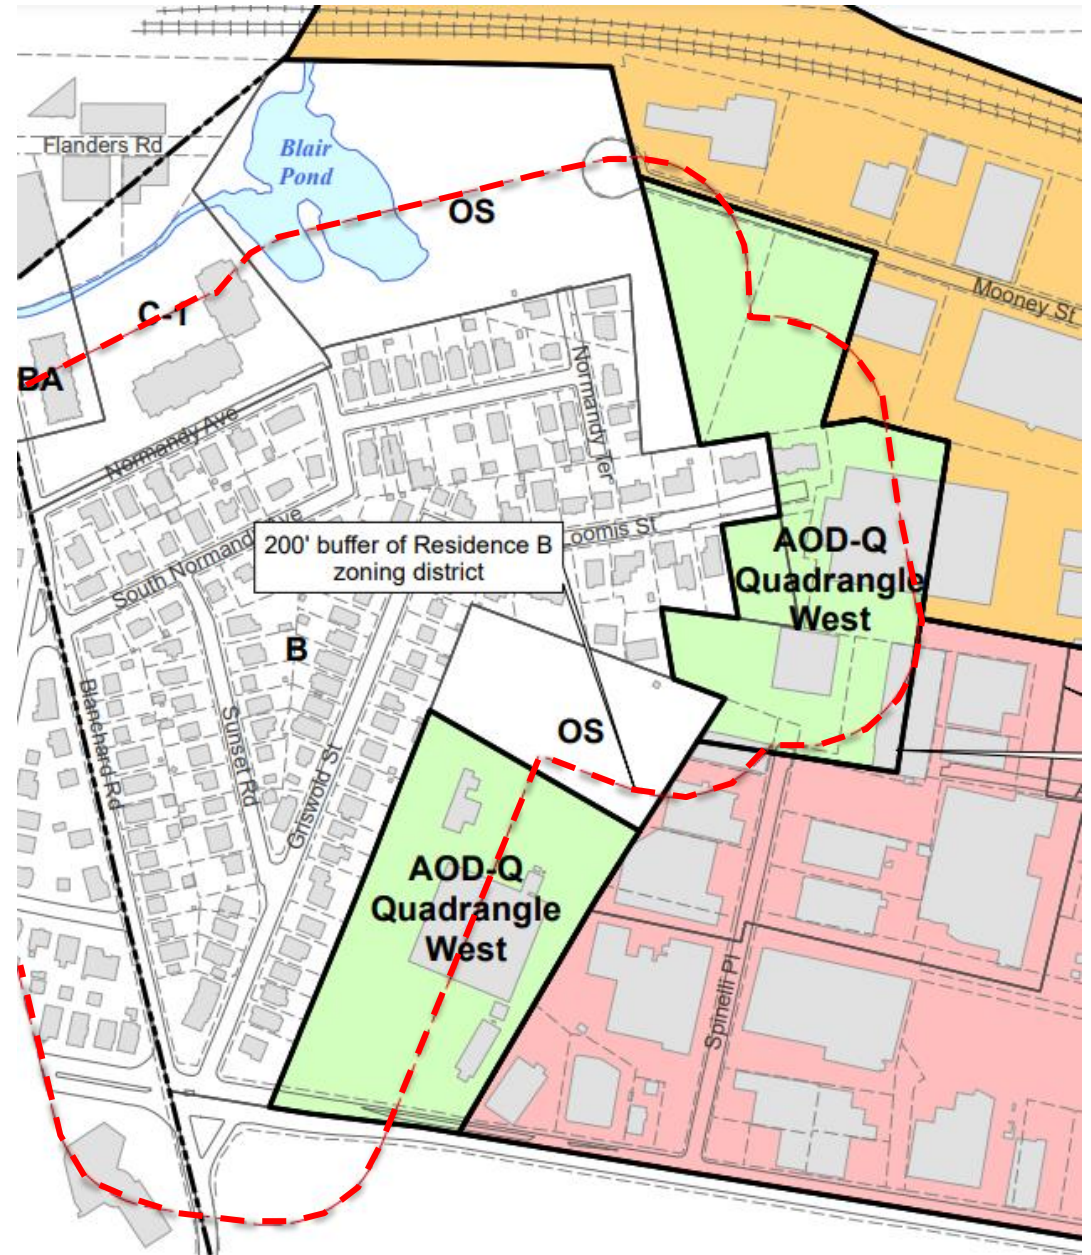 Flanders Rd
Blair
Pond
OS
C-1
BA
Mooney St
Normandy Ave
Normandy Ter
South Normandy Ave
200' buffer of Residence B
zoning district
oomis St
AOD-Q
Quadrangle
West
B
Blanchard Rd
Sunset Rd
Griswold St
OS
AOD-Q
Quadrangle
West
Spinelli Pl